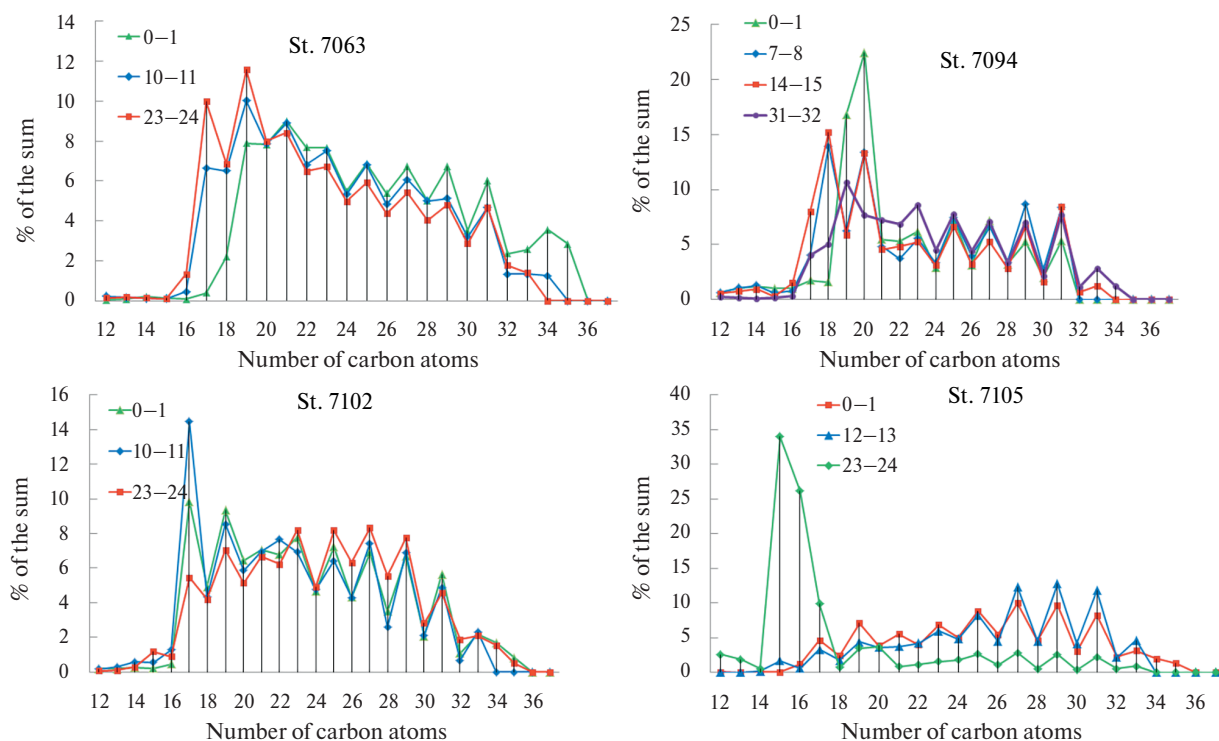 St. 7063
0–1
10–11
23–24
% of the sum
14
12
10
8
6
4
2
0
12 14 16 18 20 22 24 26 28 30 32 34 36
Number of carbon atoms
St. 7094
0–1
7–8
14–15
31–32
% of the sum
25
20
15
10
5
0
12 14 16 18 20 22 24 26 28 30 32 34 36
Number of carbon atoms
St. 7102
0–1
10–11
23–24
% of the sum
16
14
12
10
8
6
4
2
0
12 14 16 18 20 22 24 26 28 30 32 34 36
Number of carbon atoms
St. 7105
0–1
12–13
23–24
% of the sum
40
35
30
25
20
15
10
5
0
12 14 16 18 20 22 24 26 28 30 32 34 36
Number of carbon atoms